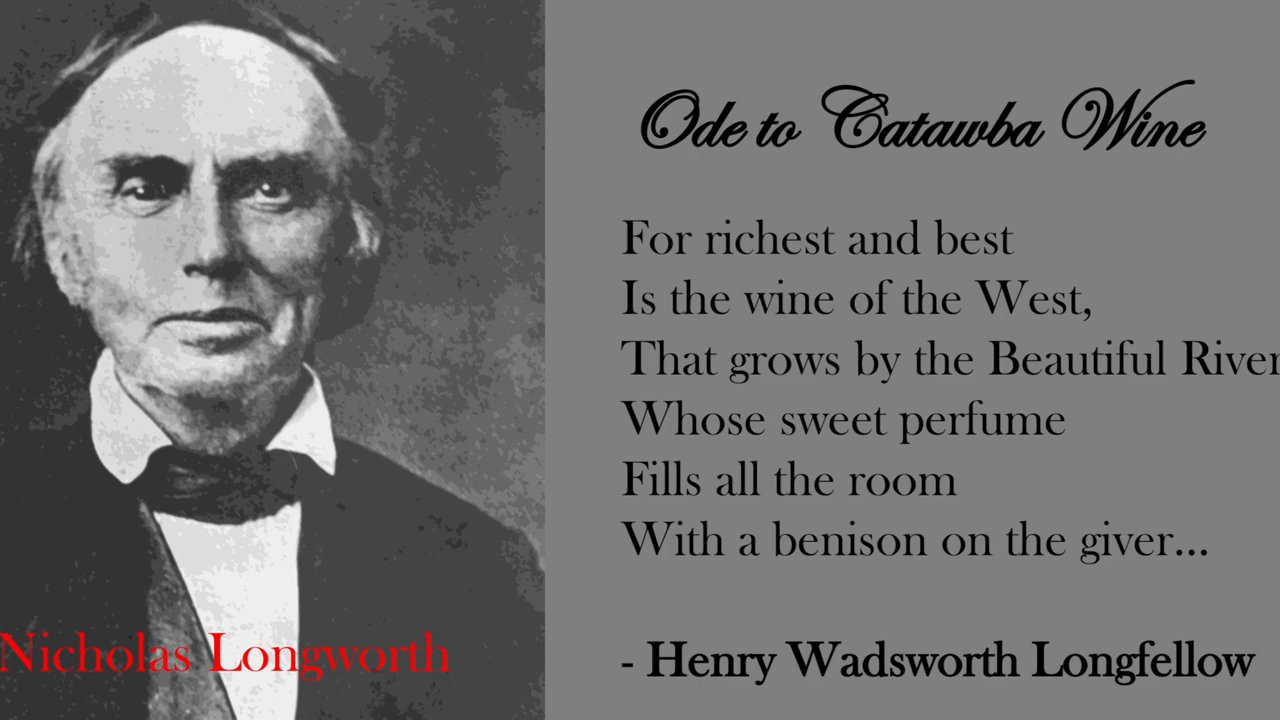 Ode to Catawba Wine
For richest and best
Is the wine of the West,
That grows by the Beautiful River
Whose sweet perfume
Fills all the room
With a benison on the giver...
- Henry Wadsworth Longfellow
Nicholas Longworth